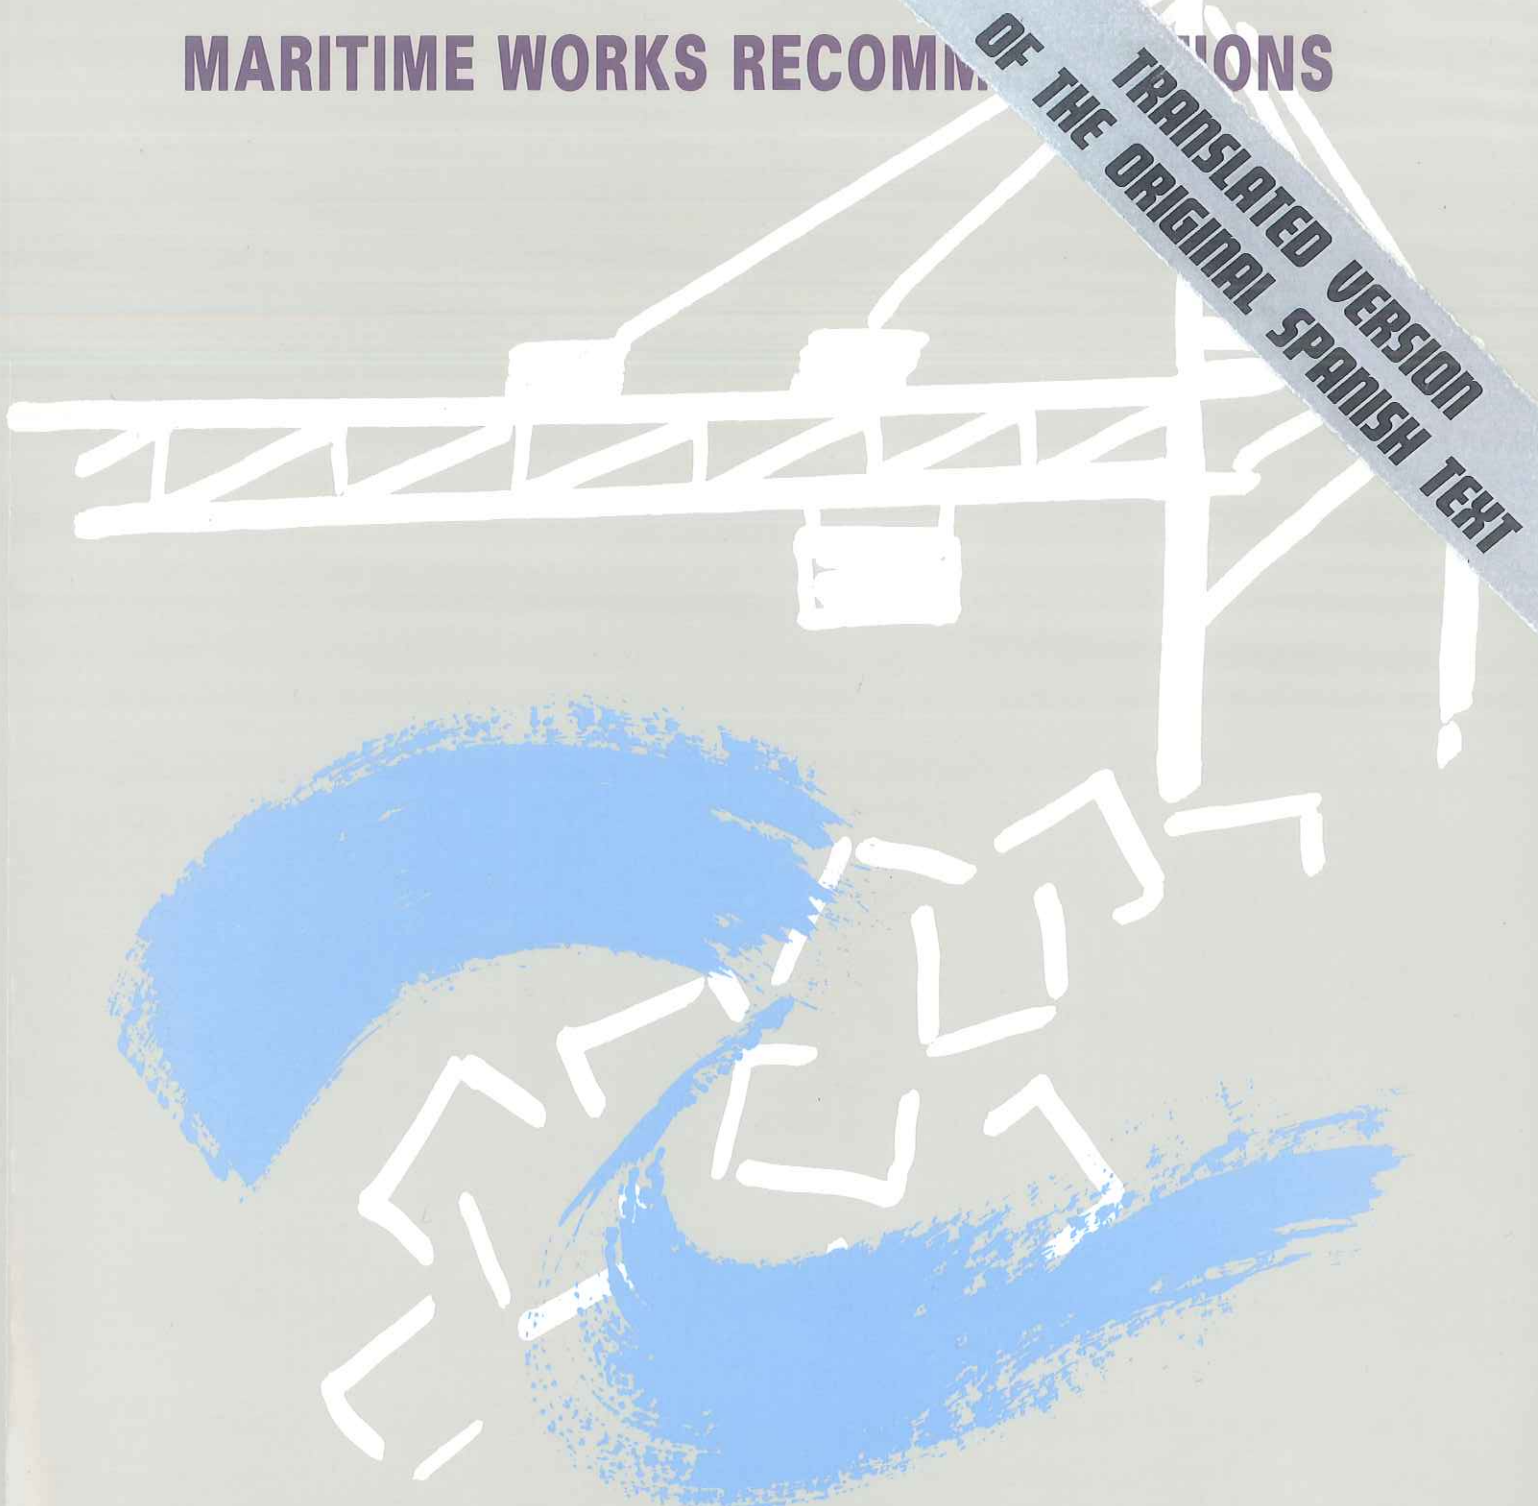 MARITIME WORKS RECOMM IONS
TRANSLATED VERSION
OF THE ORIGINAL SPANISH TEXT